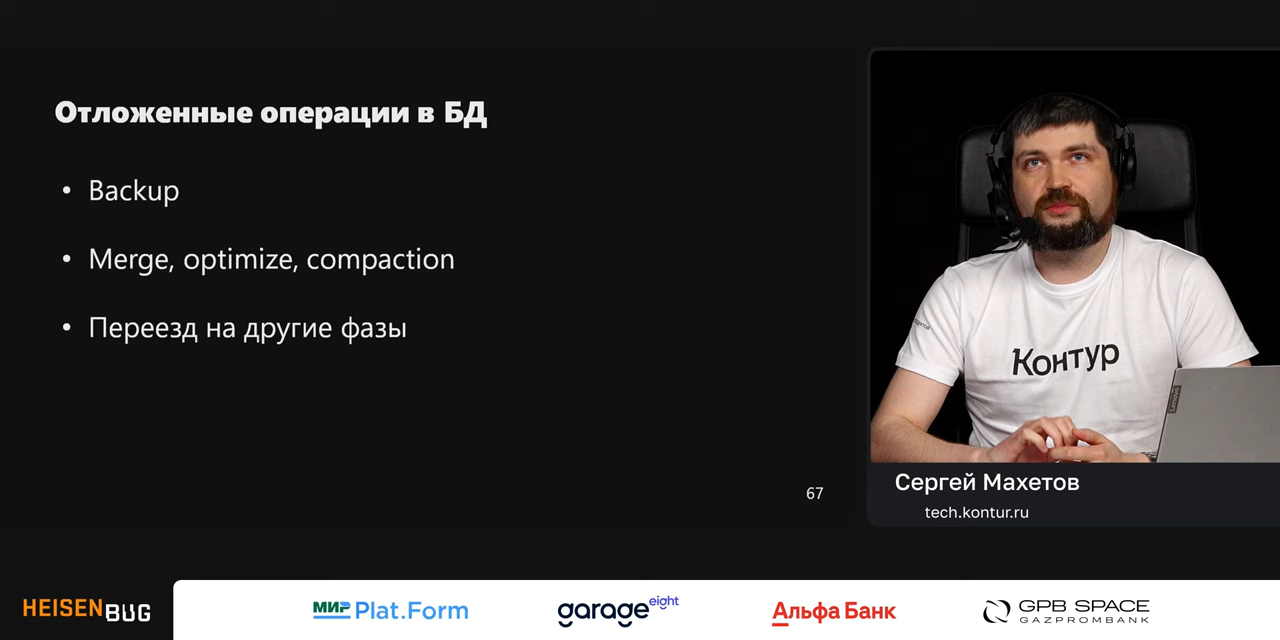 Отложенные операции в БД
• Backup
• Merge, optimize, compaction
• Переезд на другие фазы
67
Контур
Lenovo
Сергей Махетов
tech.kontur.ru
HEISENBUG
МИР Plat.Form
garage eight
Альфа Банк
GPB SPACE
GAZPROMBANK